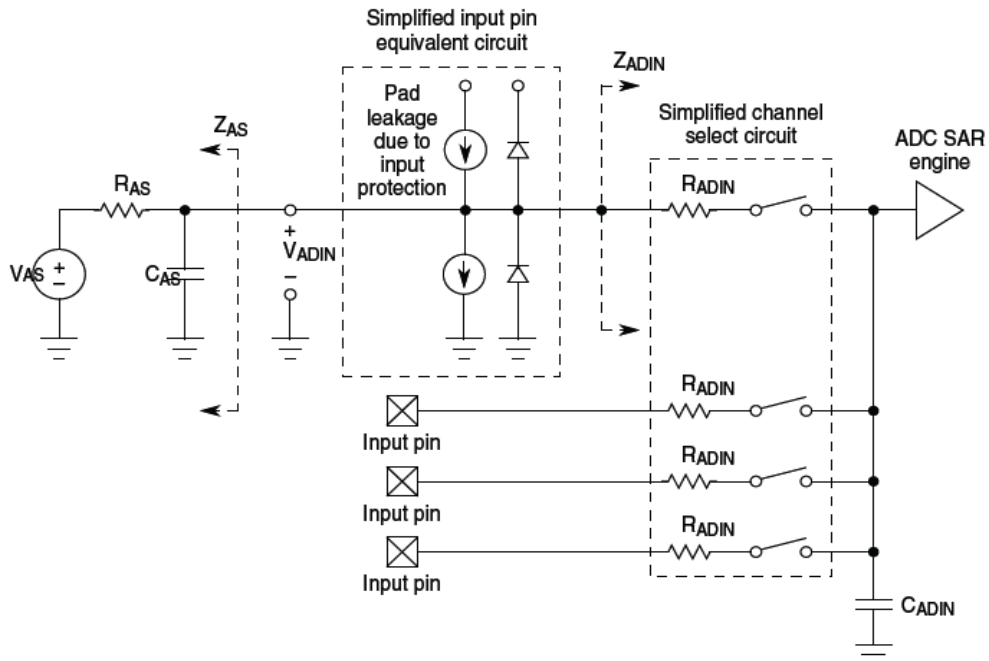 Simplified input pin
equivalent circuit
Pad
leakage
due to
input
protection
ZADIN
Simplified channel
select circuit
ADC SAR
engine
ZAS
RAS
RADIN
VAS
+
−
CAS
+
VADIN
−
RADIN
Input pin
RADIN
Input pin
RADIN
Input pin
CADIN